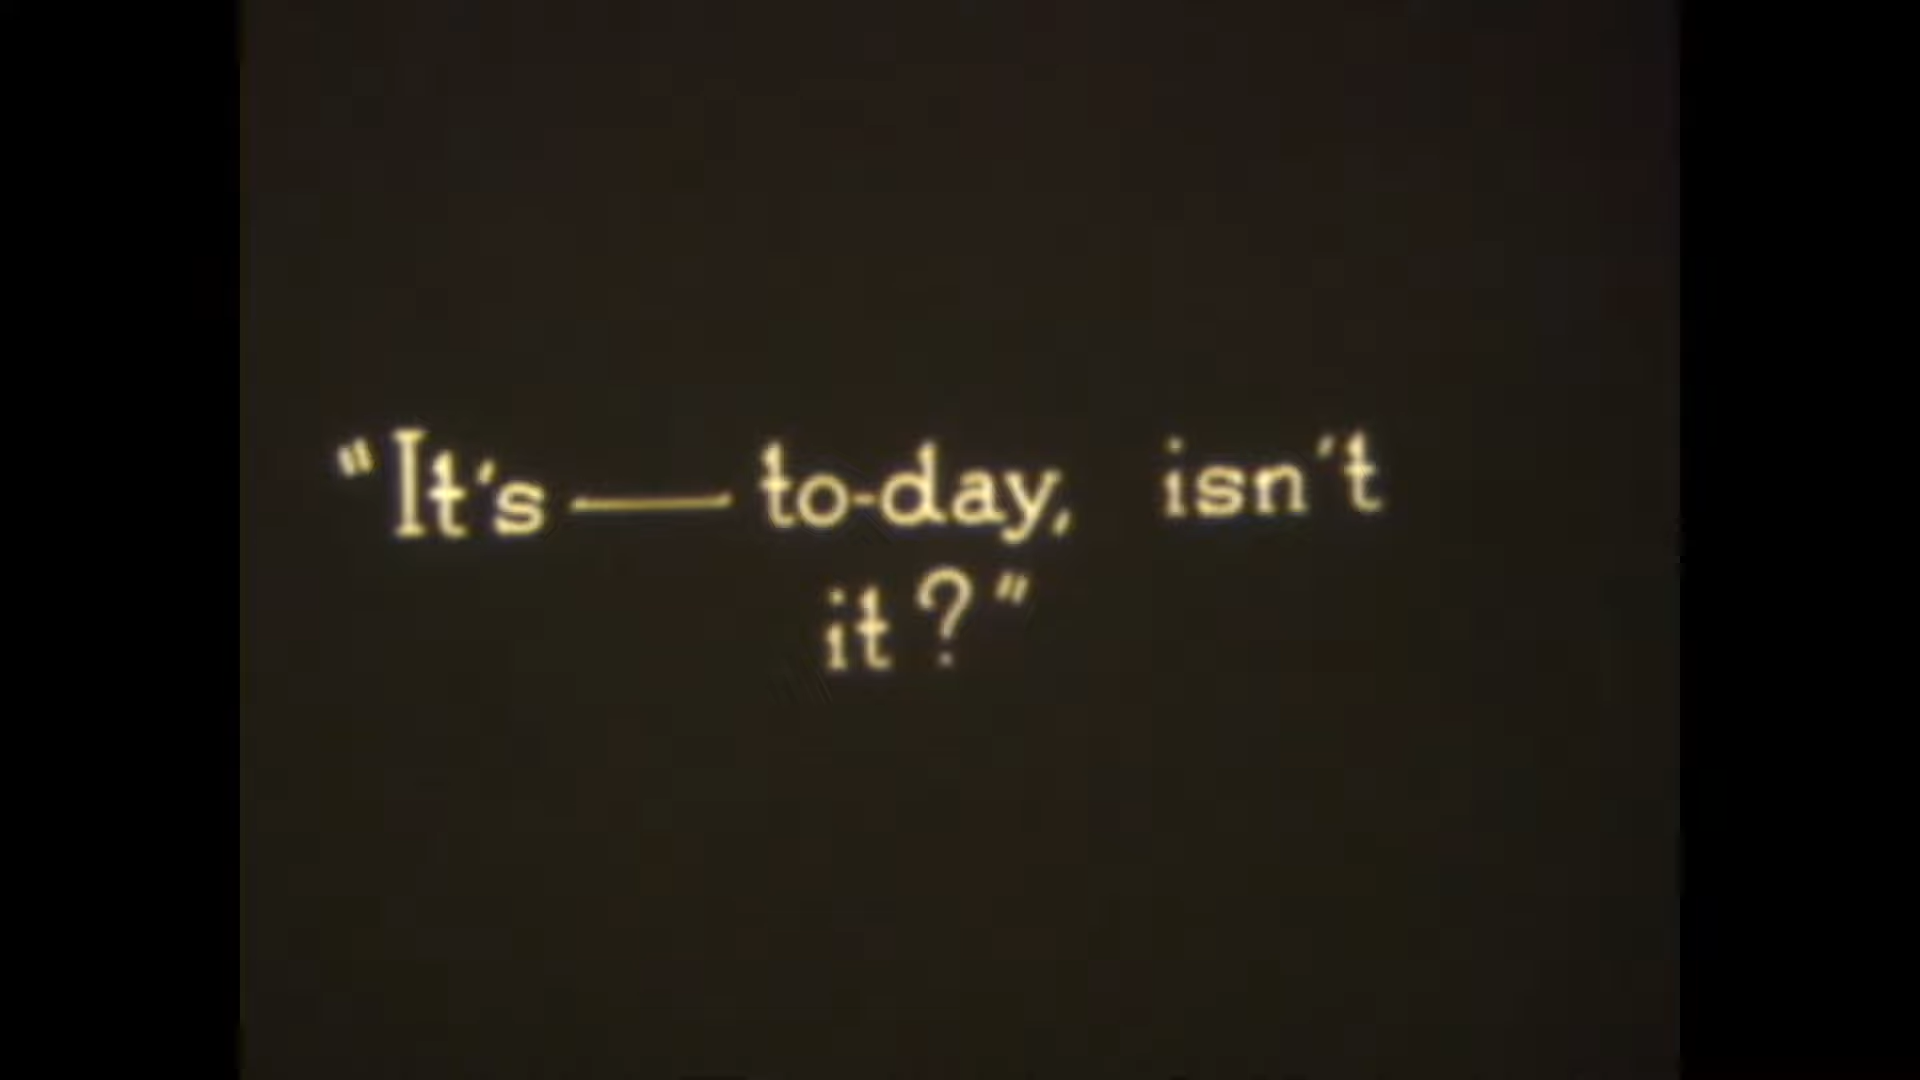 "It's — to-day, isn't
it?"